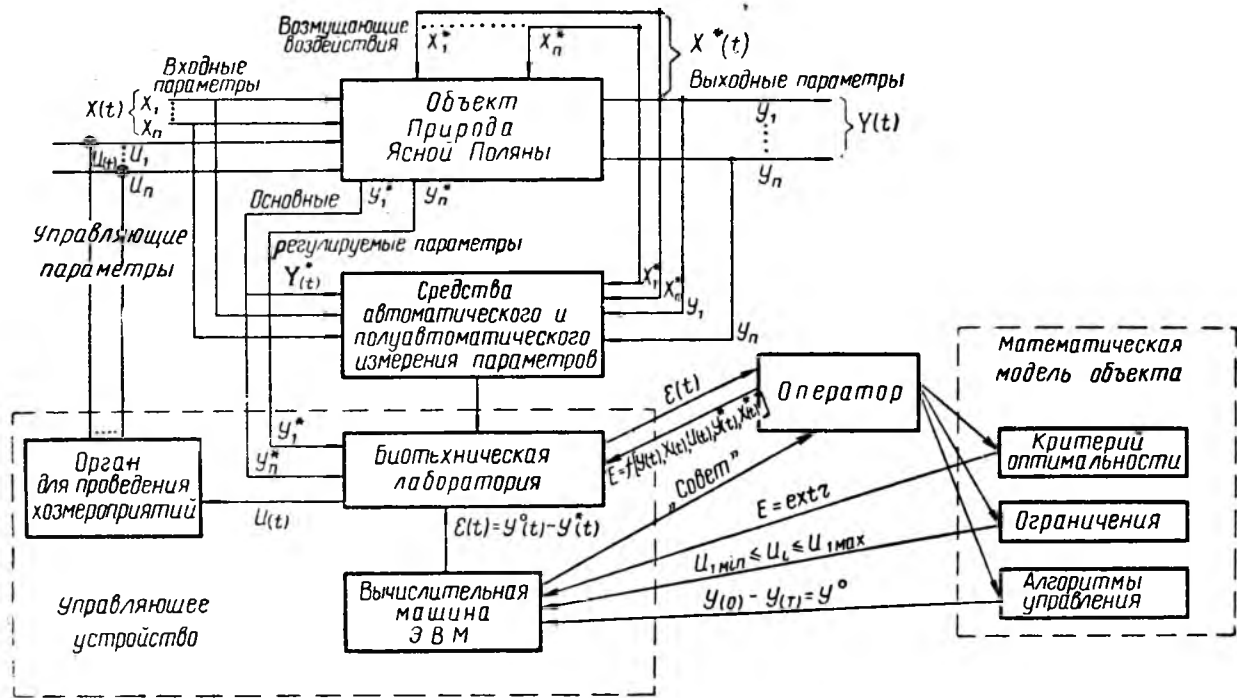 Возмущающие
воздействия
X₁*
Xₙ*
X*(t)
Входные
параметры
X(t)
X₁
Xₙ
Объект
Природа
Ясной Поляны
Выходные параметры
y₁
yₙ
Y(t)
U(t)
U₁
Uₙ
Основные
y₁*
yₙ*
Управляющие
параметры
регулируемые параметры
Y*(t)
Средства
автоматического и
полуавтоматического
измерения параметров
X₁*
Xₙ*
y₁
yₙ
Математическая
модель объекта
Оператор
ε(t)
E=f[y(t),X(t),U(t),y*(t),X*(t)]
"Совет"
Критерий
оптимальности
E=extr
Ограничения
U₁min ≤ Uᵢ ≤ U₁max
Алгоритмы
управления
y(0) - y(T) = y⁰
Орган
для проведения
хозмероприятий
y₁*
yₙ*
Биотехническая
лаборатория
U(t)
ε(t)=y⁰(t)-y*(t)
Вычислительная
машина
ЭВМ
Управляющее
устройство